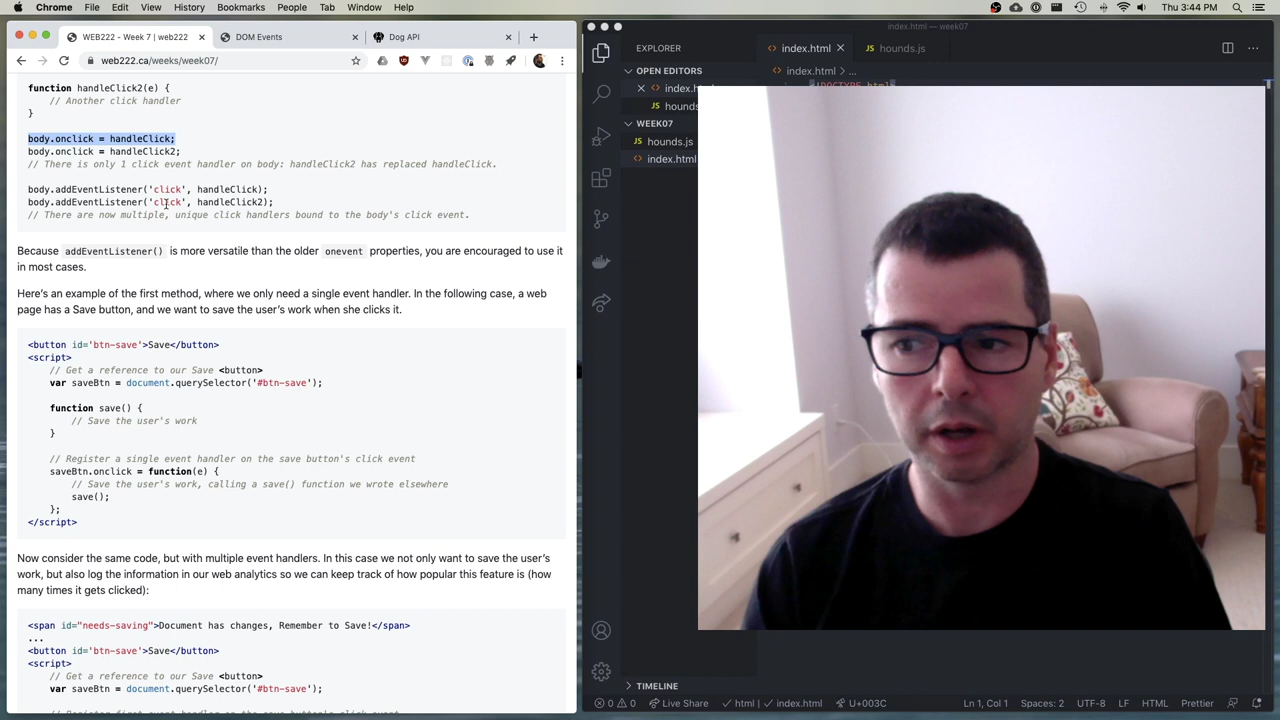 Chrome File Edit View History Bookmarks People Tab Window Help Thu 3:44 PM
WEB222 - Week 7 | web222 DOM Events Dog API
web222.ca/weeks/week07/
function handleClick2(e) {
// Another click handler
}
body.onclick = handleClick;
body.onclick = handleClick2;
// There is only 1 click event handler on body: handleClick2 has replaced handleClick.
body.addEventListener('click', handleClick);
body.addEventListener('click', handleClick2);
// There are now multiple, unique click handlers bound to the body's click event.
Because addEventListener() is more versatile than the older onevent properties, you are encouraged to use it
in most cases.
Here's an example of the first method, where we only need a single event handler. In the following case, a web
page has a Save button, and we want to save the user's work when she clicks it.
<button id='btn-save'>Save</button>
<script>
// Get a reference to our Save <button>
var saveBtn = document.querySelector('#btn-save');
function save() {
// Save the user's work
}
// Register a single event handler on the save button's click event
saveBtn.onclick = function(e) {
// Save the user's work, calling a save() function we wrote elsewhere
save();
};
</script>
Now consider the same code, but with multiple event handlers. In this case we not only want to save the user's
work, but also log the information in our web analytics so we can keep track of how popular this feature is (how
many times it gets clicked):
<span id="needs-saving">Document has changes, Remember to Save!</span>
...
<button id='btn-save'>Save</button>
<script>
// Get a reference to our Save <button>
var saveBtn = document.querySelector('#btn-save');
index.html — week07
EXPLORER
index.html hounds.js
OPEN EDITORS
index.html > ...
index.h
hounds
WEEK07
JS hounds.js
index.html
TIMELINE
0 0 Live Share html | index.html U+003C Ln 1, Col 1 Spaces: 2 UTF-8 LF HTML Prettier